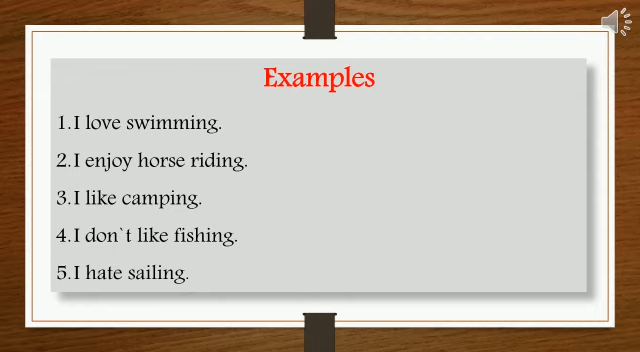 Examples
1.I love swimming.
2.I enjoy horse riding.
3.I like camping.
4.I don`t like fishing.
5.I hate sailing.